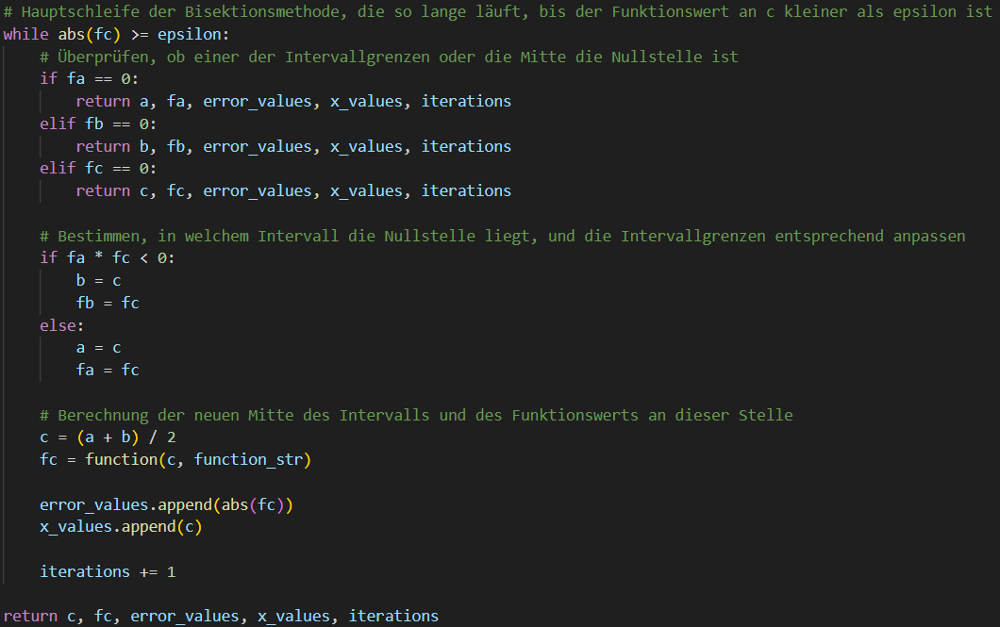 # Hauptschleife der Bisektionsmethode, die so lange läuft, bis der Funktionswert an c kleiner als epsilon ist
while abs(fc) >= epsilon:
    # Überprüfen, ob einer der Intervallgrenzen oder die Mitte die Nullstelle ist
    if fa == 0:
        return a, fa, error_values, x_values, iterations
    elif fb == 0:
        return b, fb, error_values, x_values, iterations
    elif fc == 0:
        return c, fc, error_values, x_values, iterations

    # Bestimmen, in welchem Intervall die Nullstelle liegt, und die Intervallgrenzen entsprechend anpassen
    if fa * fc < 0:
        b = c
        fb = fc
    else:
        a = c
        fa = fc

    # Berechnung der neuen Mitte des Intervalls und des Funktionswerts an dieser Stelle
    c = (a + b) / 2
    fc = function(c, function_str)

    error_values.append(abs(fc))
    x_values.append(c)

    iterations += 1

return c, fc, error_values, x_values, iterations